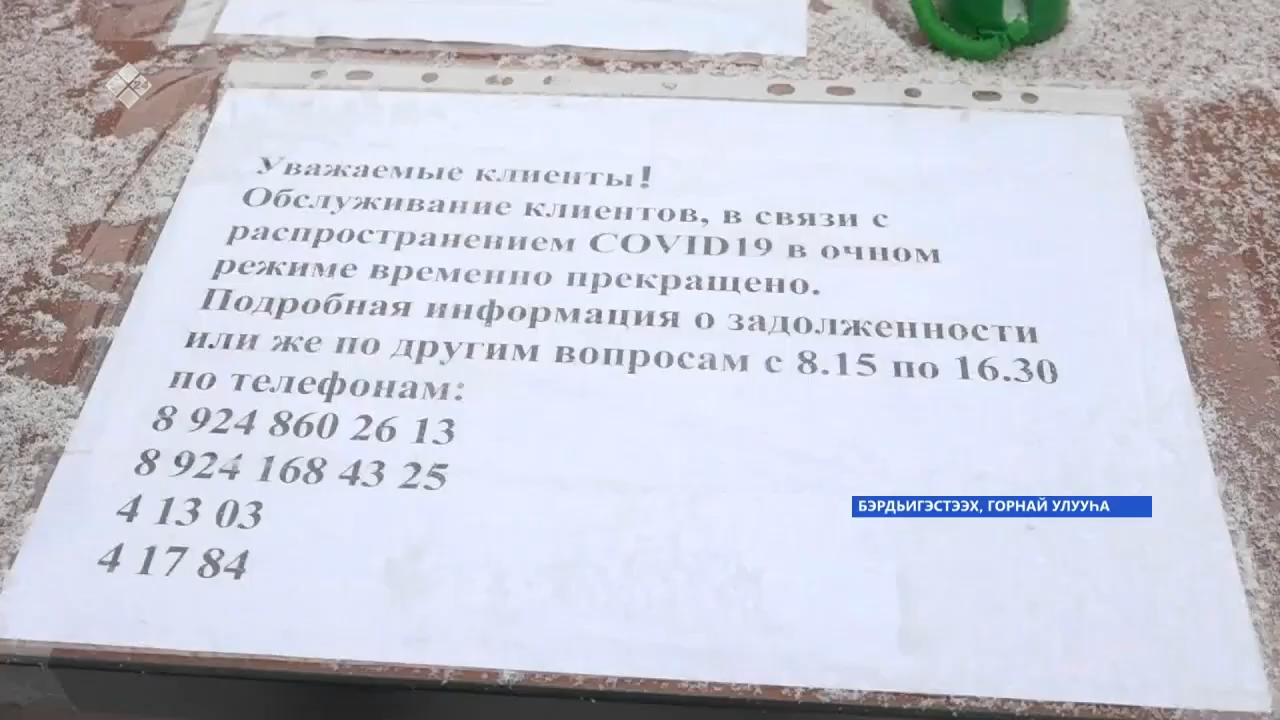 Уважаемые клиенты!
Обслуживание клиентов, в связи с
распространением COVID19 в очном
режиме временно прекращено.
Подробная информация о задолженности
или же по другим вопросам с 8.15 по 16.30
по телефонам:
8 924 860 26 13
8 924 168 43 25
4 13 03
4 17 84
БЭРДЬИГЭСТЭЭХ, ГОРНАЙ УЛУУҺА